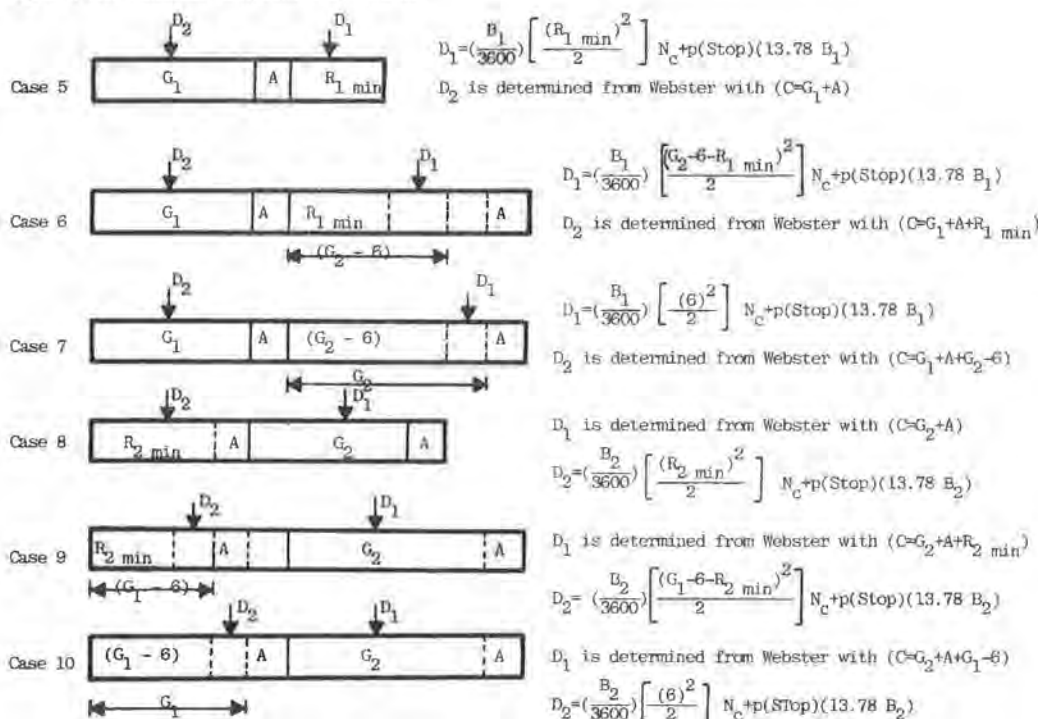 D₂ D₁
Case 5 G₁ A R₁ min
D₁=(B₁/3600) [(R₁ min)²/2] N_c+p(Stop)(13.78 B₁)
D₂ is determined from Webster with (C=G₁+A)
D₂ D₁
Case 6 G₁ A R₁ min A
(G₂ - 6)
D₁=(B₁/3600) [(G₂-6-R₁ min)²/2] N_c+p(Stop)(13.78 B₁)
D₂ is determined from Webster with (C=G₁+A+R₁ min)
D₂ D₁
Case 7 G₁ A (G₂ - 6) A
G₂
D₁=(B₁/3600) [(6)²/2] N_c+p(Stop)(13.78 B₁)
D₂ is determined from Webster with (C=G₁+A+G₂-6)
D₂ D₁
Case 8 R₂ min A G₂ A
D₁ is determined from Webster with (C=G₂+A)
D₂=(B₂/3600) [(R₂ min)²/2] N_c+p(Stop)(13.78 B₂)
D₂ D₁
Case 9 R₂ min A G₂ A
(G₁ - 6)
D₁ is determined from Webster with (C=G₂+A+R₂ min)
D₂= (B₂/3600) [(G₁-6-R₂ min)²/2] N_c+p(Stop)(13.78 B₂)
D₂ D₁
Case 10 (G₁ - 6) A G₂ A
G₁
D₁ is determined from Webster with (C=G₂+A+G₁-6)
D₂=(B₂/3600) [(6)²/2] N_c+p(STop)(13.78 B₂)